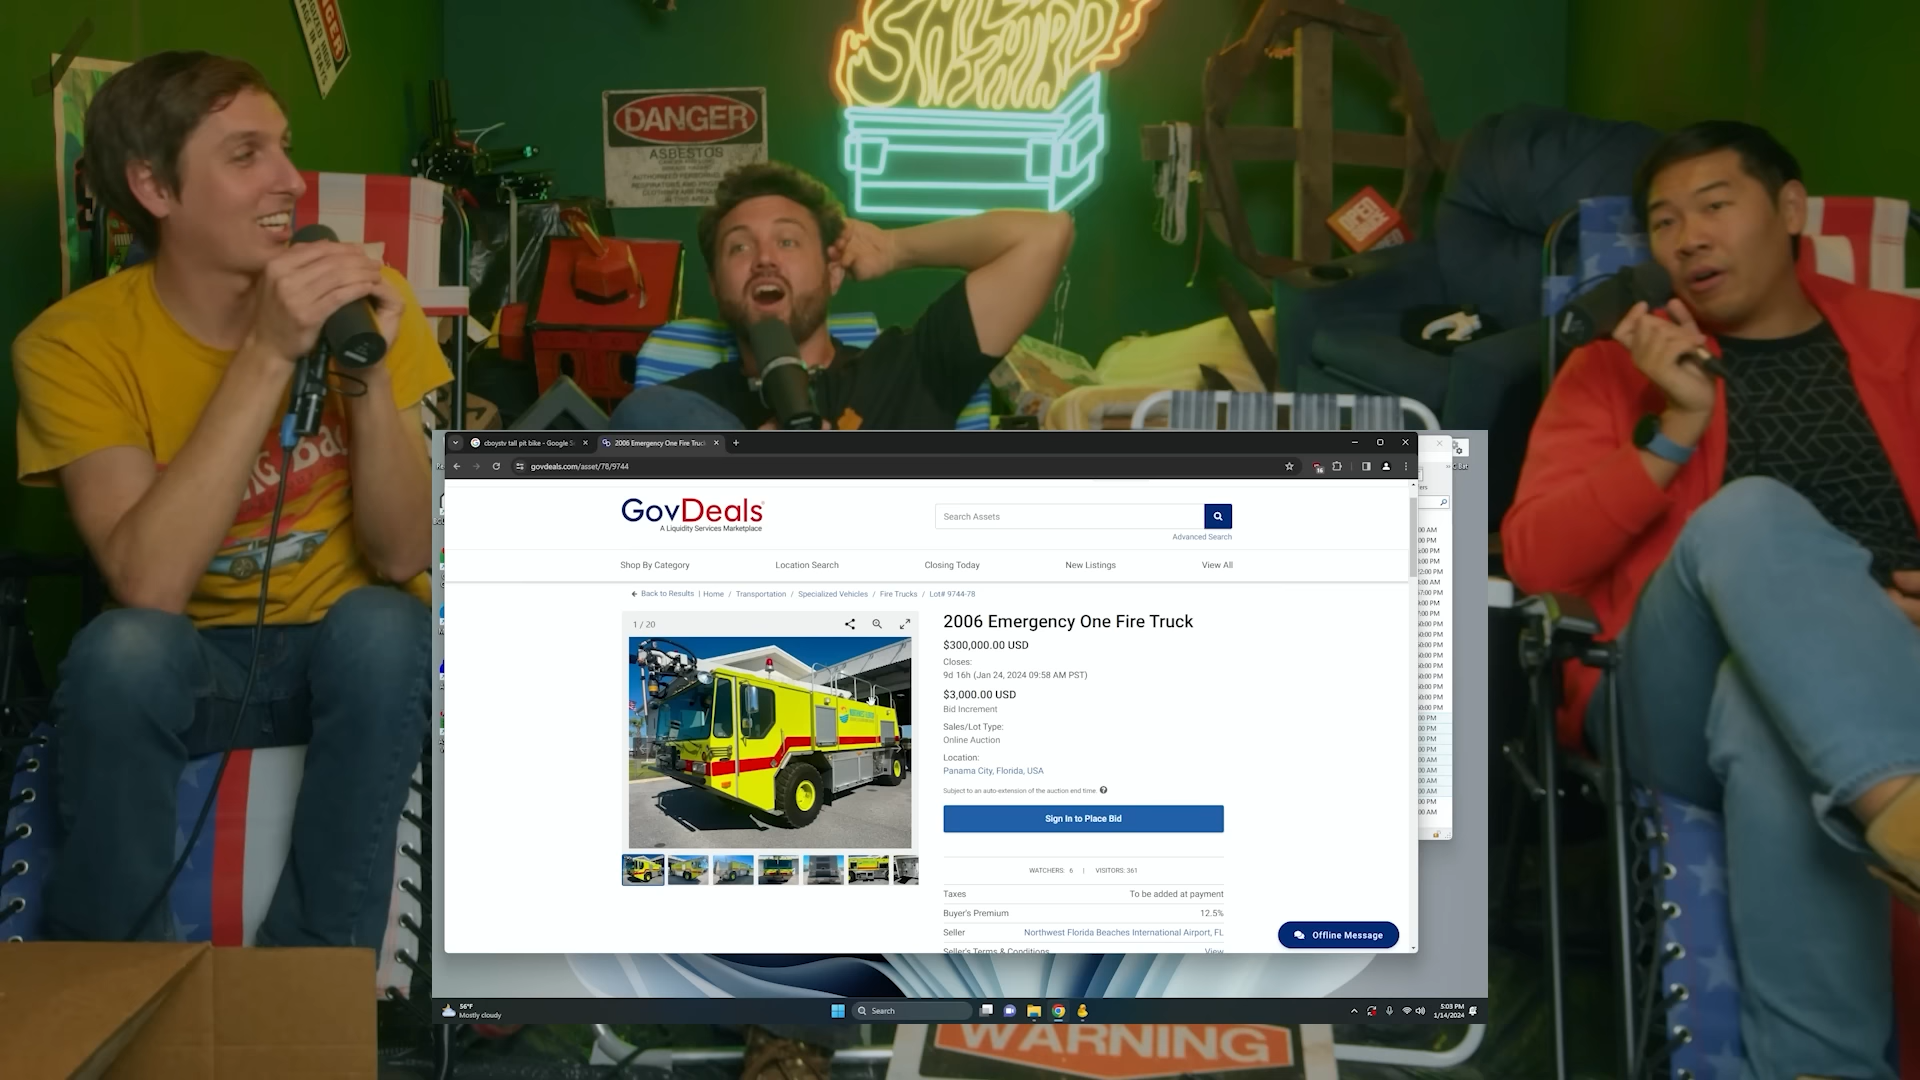 DANGER
DANGER
ASBESTOS
cboystv tall pit bike - Google S
2006 Emergency One Fire Truc
govdeals.com/asset/78/9744
GovDeals
A Liquidity Services Marketplace
Search Assets
Advanced Search
Shop By Category
Location Search
Closing Today
New Listings
View All
Back to Results | Home / Transportation / Specialized Vehicles / Fire Trucks / Lot# 9744-78
1 / 20
2006 Emergency One Fire Truck
$300,000.00 USD
Closes:
9d 16h (Jan 24, 2024 09:58 AM PST)
$3,000.00 USD
Bid Increment
Sales/Lot Type:
Online Auction
Location:
Panama City, Florida, USA
Subject to an auto-extension of the auction end time.
Sign In to Place Bid
WATCHERS: 6 | VISITORS: 361
Taxes To be added at payment
Buyer's Premium 12.5%
Seller Northwest Florida Beaches International Airport, FL
Seller's Terms & Conditions View
Offline Message
56°F
Mostly cloudy
Search
5:03 PM
1/14/2024
WARNING